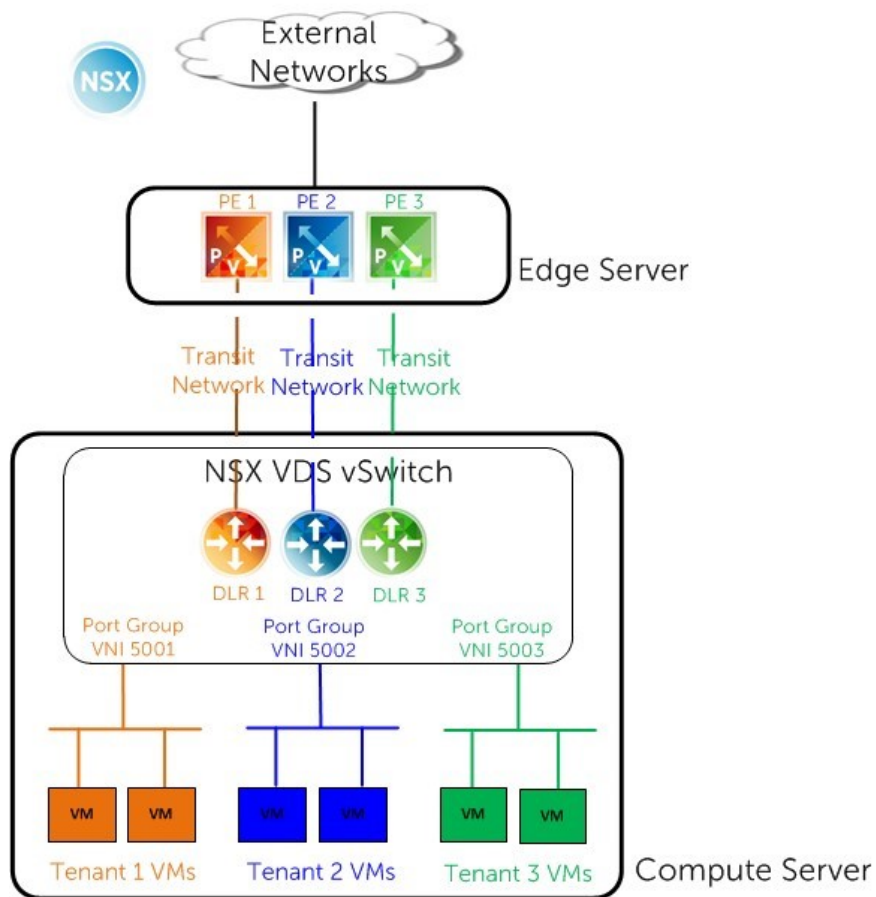 External
Networks
NSX
PE 1 PE 2 PE 3
P V P V P V
Edge Server
Transit Transit Transit
Network Network Network
NSX VDS vSwitch
DLR 1 DLR 2 DLR 3
Port Group Port Group Port Group
VNI 5001 VNI 5002 VNI 5003
VM VM VM VM VM VM
Tenant 1 VMs Tenant 2 VMs Tenant 3 VMs
Compute Server